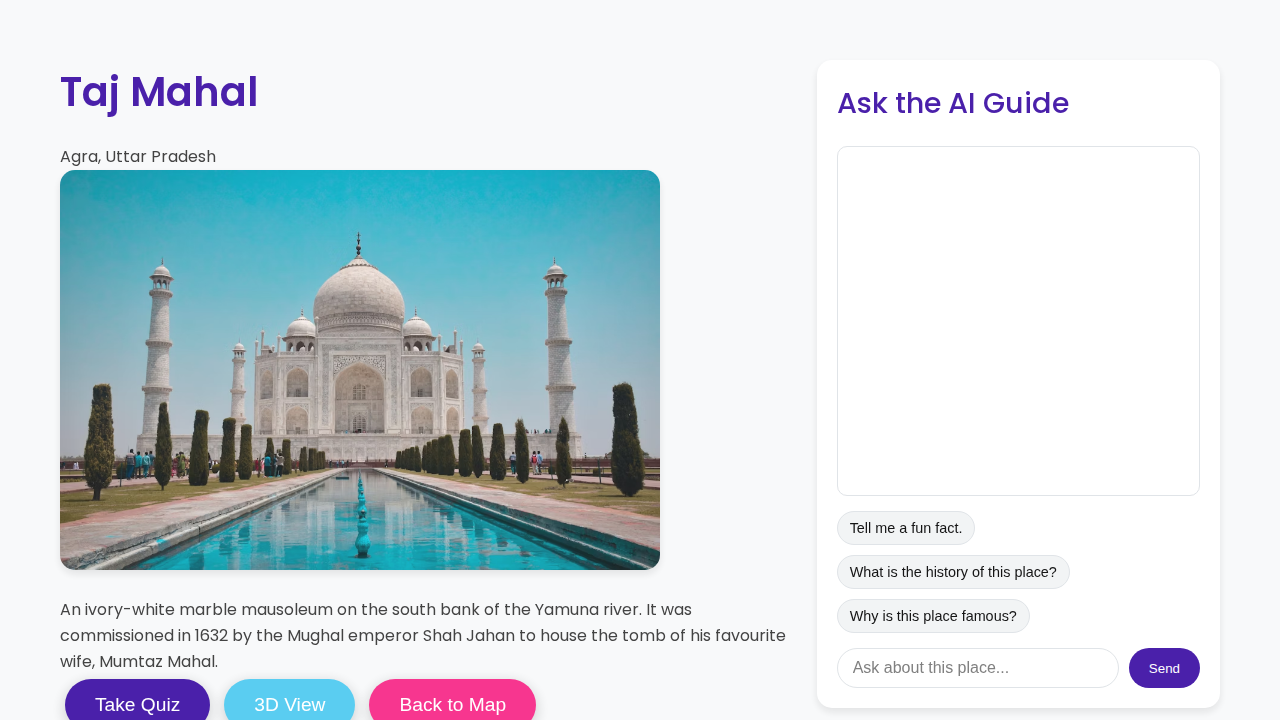 Taj Mahal
Agra, Uttar Pradesh
An ivory-white marble mausoleum on the south bank of the Yamuna river. It was
commissioned in 1632 by the Mughal emperor Shah Jahan to house the tomb of his favourite
wife, Mumtaz Mahal.
Take Quiz
3D View
Back to Map
Ask the AI Guide
Tell me a fun fact.
What is the history of this place?
Why is this place famous?
Ask about this place...
Send